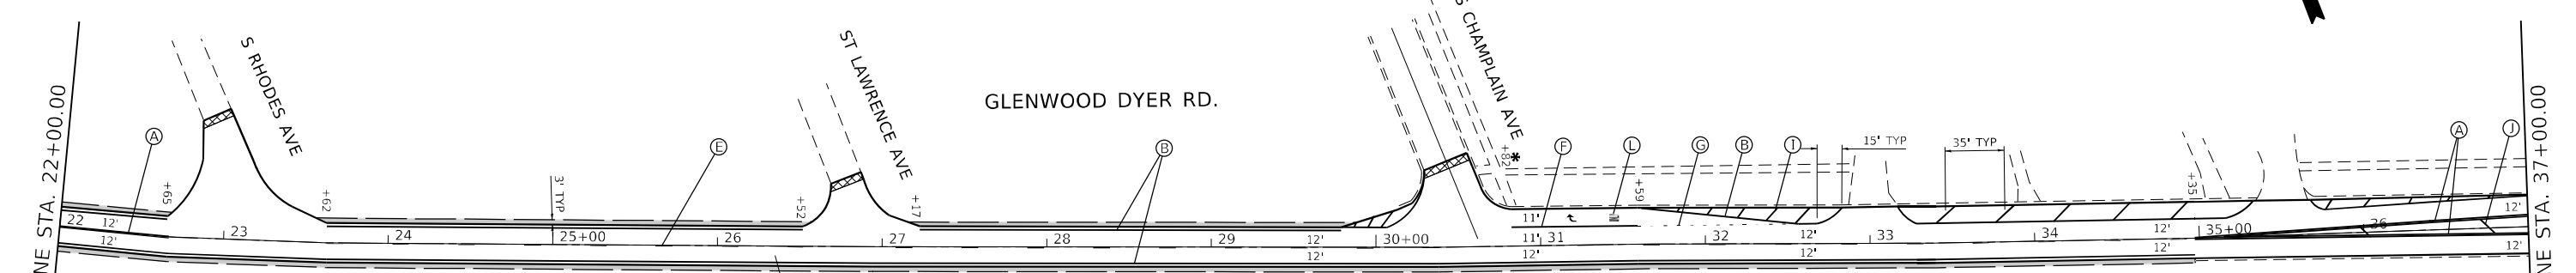 NE STA. 22+00.00
S RHODES AVE
ST LAWRENCE AVE
GLENWOOD DYER RD.
S CHAMPLAIN AVE
NE STA. 37+00.00
A
E
B
F
L
G
B
I
15' TYP
35' TYP
A
J
+65
+62
3' TYP
+52
+17
+82
*
+59
+35
22
12'
12'
23
24
25+00
26
27
28
29
12'
12'
30+00
11'
11'
12'
31
32
12'
12'
33
34
12'
12'
35+00
36
12'
12'